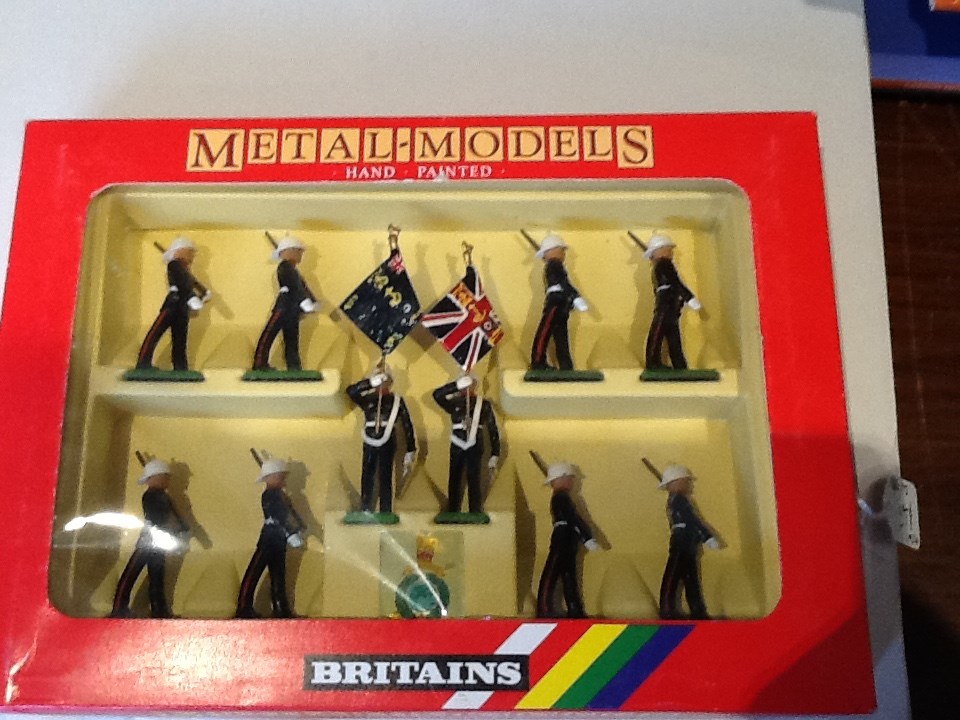 METAL-MODELS
HAND · PAINTED ·
BRITAINS